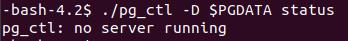 -bash-4.2$ ./pg_ctl -D $PGDATA status
pg_ctl: no server running